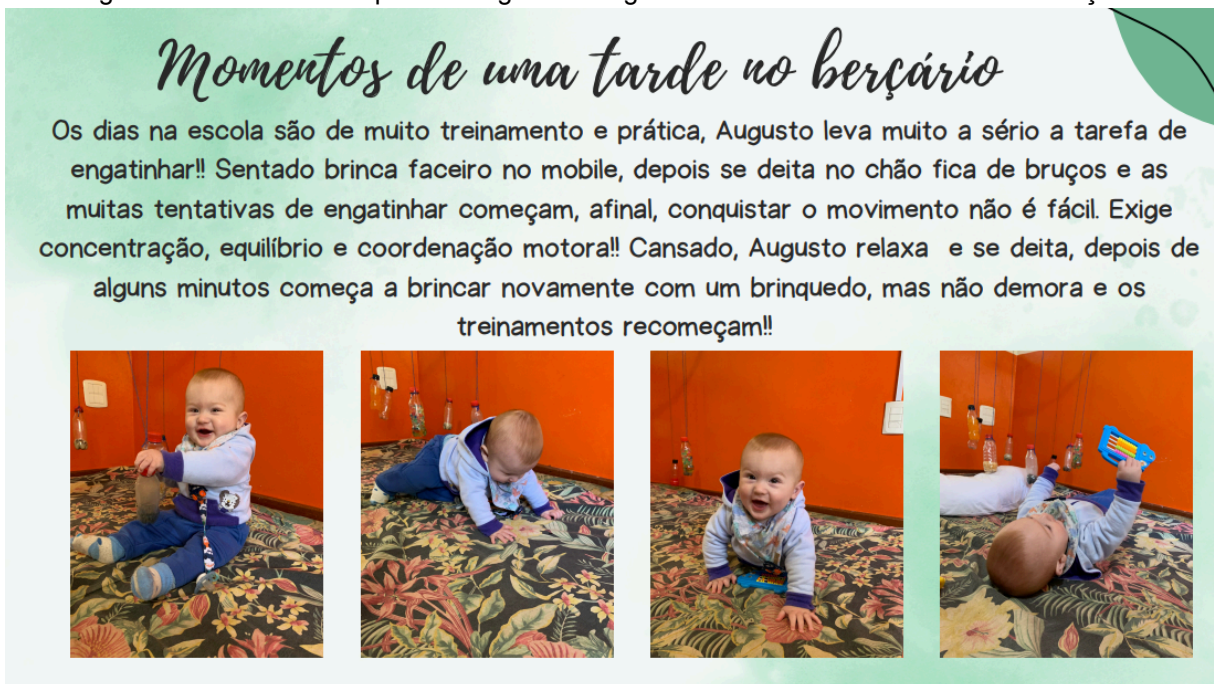 Momentos de uma tarde no berçário
Os dias na escola são de muito treinamento e prática, Augusto leva muito a sério a tarefa de
engatinhar!! Sentado brinca faceiro no mobile, depois se deita no chão fica de bruços e as
muitas tentativas de engatinhar começam, afinal, conquistar o movimento não é fácil. Exige
concentração, equilíbrio e coordenação motora!! Cansado, Augusto relaxa e se deita, depois de
alguns minutos começa a brincar novamente com um brinquedo, mas não demora e os
treinamentos recomeçam!!